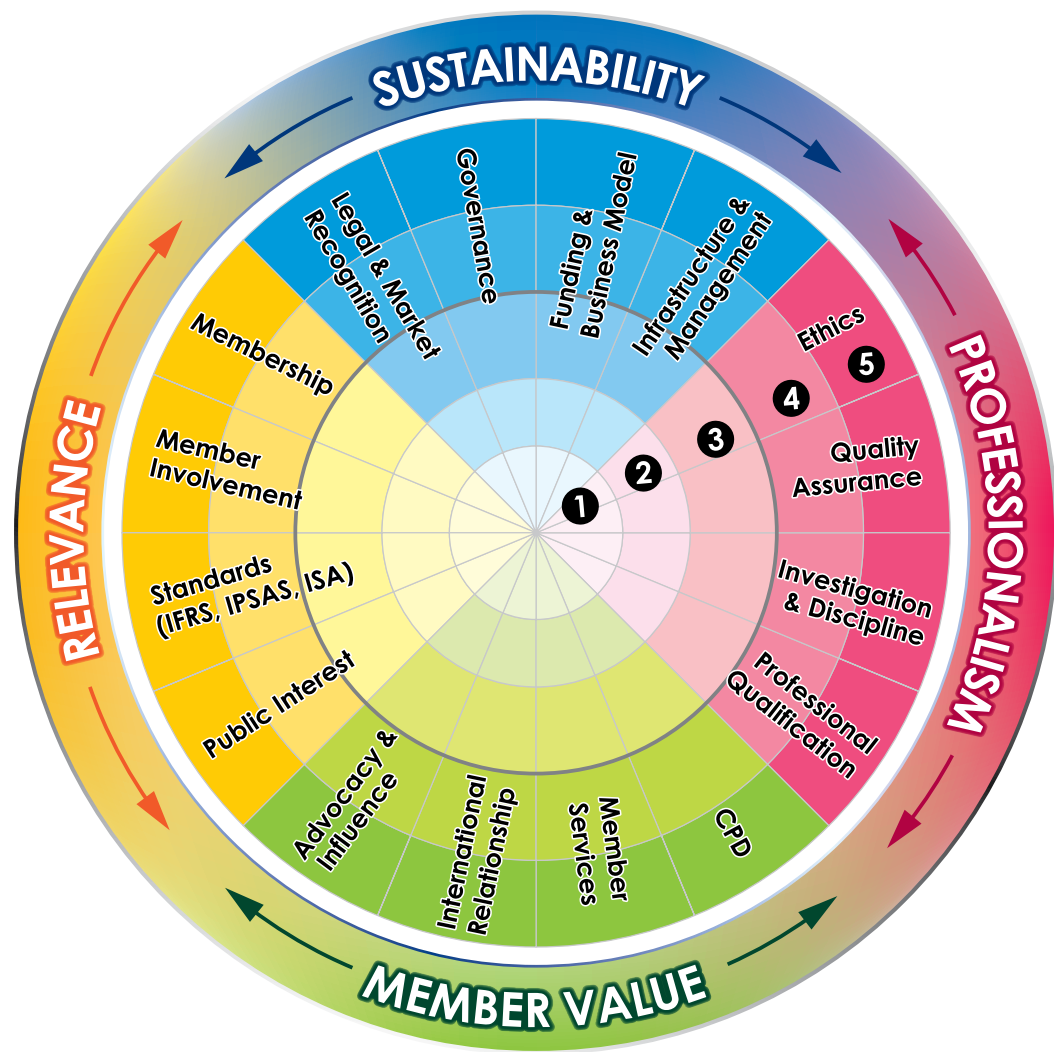 SUSTAINABILITY
Legal & Market
Recognition
Governance
Funding &
Business Model
Infrastructure &
Management
PROFESSIONALISM
Ethics
5
4
3
2
1
Quality
Assurance
Investigation
& Discipline
Professional
Qualification
MEMBER VALUE
CPD
Member
Services
International
Relationship
Advocacy &
Influence
RELEVANCE
Public Interest
Standards
(IFRS, IPSAS, ISA)
Member
Involvement
Membership